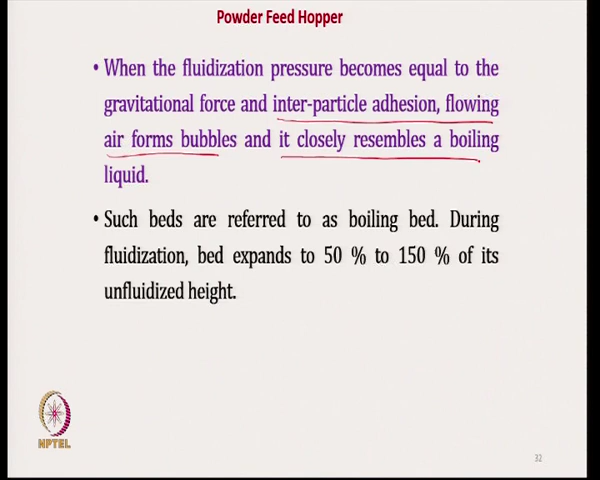 Powder Feed Hopper
• When the fluidization pressure becomes equal to the
gravitational force and inter-particle adhesion, flowing
air forms bubbles and it closely resembles a boiling
liquid.
• Such beds are referred to as boiling bed. During
fluidization, bed expands to 50 % to 150 % of its
unfluidized height.
NPTEL
32